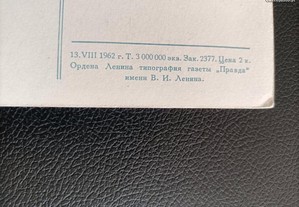 13.VIII 1962 г. Т. 3 000 000 экз. Зак. 2377. Цена 2 к.
Ордена Ленина типография газеты „Правда“
имени В. И. Ленина.